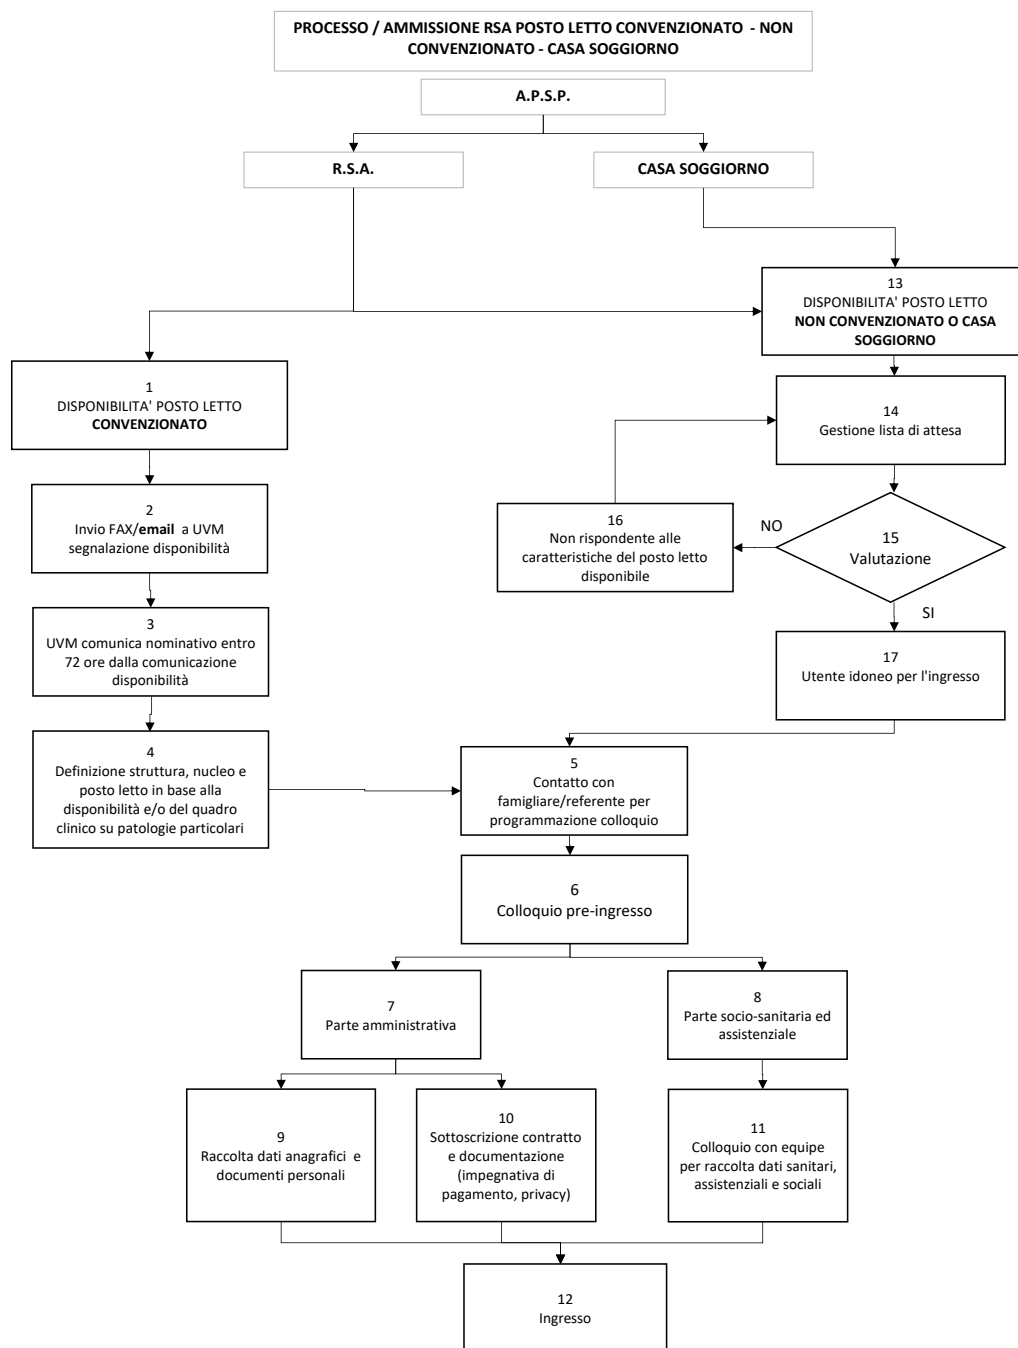 PROCESSO / AMMISSIONE RSA POSTO LETTO CONVENZIONATO - NON
CONVENZIONATO - CASA SOGGIORNO
A.P.S.P.
R.S.A.
CASA SOGGIORNO
13
DISPONIBILITA' POSTO LETTO
NON CONVENZIONATO O CASA
SOGGIORNO
1
DISPONIBILITA' POSTO LETTO
CONVENZIONATO
14
Gestione lista di attesa
2
Invio FAX/email a UVM
segnalazione disponibilità
16
Non rispondente alle
caratteristiche del posto letto
disponibile
NO
15
Valutazione
SI
3
UVM comunica nominativo entro
72 ore dalla comunicazione
disponibilità
17
Utente idoneo per l'ingresso
4
Definizione struttura, nucleo e
posto letto in base alla
disponibilità e/o del quadro
clinico su patologie particolari
5
Contatto con
famigliare/referente per
programmazione colloquio
6
Colloquio pre-ingresso
7
Parte amministrativa
8
Parte socio-sanitaria ed
assistenziale
9
Raccolta dati anagrafici e
documenti personali
10
Sottoscrizione contratto
e documentazione
(impegnativa di
pagamento, privacy)
11
Colloquio con equipe
per raccolta dati sanitari,
assistenziali e sociali
12
Ingresso